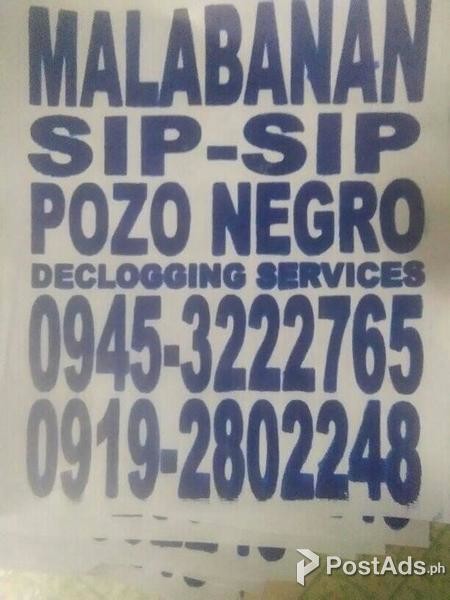 MALABANAN
SIP-SIP
POZO NEGRO
DECLOGGING SERVICES
0945-3222765
0919-2802248
PostAds.ph